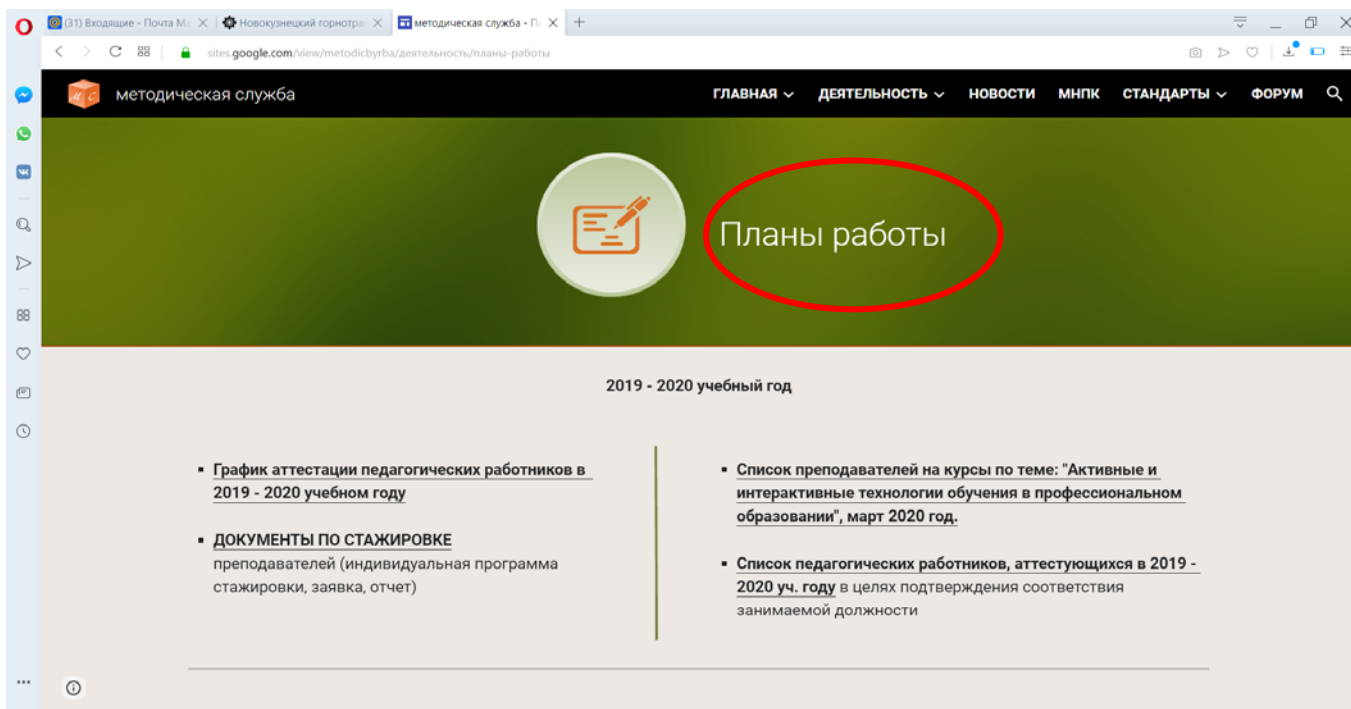 (31) Входящие - Почта Ma
Новокузнецкий горнотран
методическая служба - П
sites.google.com/view/metodicbyrba/деятельность/планы-работы
МС
методическая служба
ГЛАВНАЯ
ДЕЯТЕЛЬНОСТЬ
НОВОСТИ
МНПК
СТАНДАРТЫ
ФОРУМ
Планы работы
2019 - 2020 учебный год
График аттестации педагогических работников в
2019 - 2020 учебном году
ДОКУМЕНТЫ ПО СТАЖИРОВКЕ
преподавателей (индивидуальная программа
стажировки, заявка, отчет)
Список преподавателей на курсы по теме: "Активные и
интерактивные технологии обучения в профессиональном
образовании", март 2020 год.
Список педагогических работников, аттестующихся в 2019 -
2020 уч. году в целях подтверждения соответствия
занимаемой должности